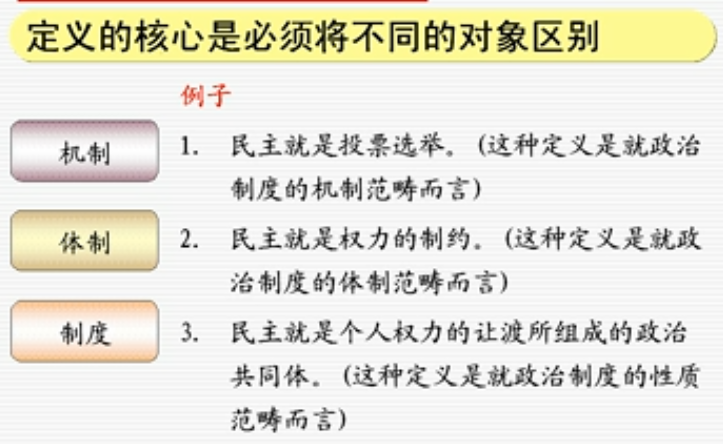 定义的核心是必须将不同的对象区别
例子
机制
1. 民主就是投票选举。(这种定义是就政治
制度的机制范畴而言)
体制
2. 民主就是权力的制约。(这种定义是就政
治制度的体制范畴而言)
制度
3. 民主就是个人权力的让渡所组成的政治
共同体。(这种定义是就政治制度的性质
范畴而言)